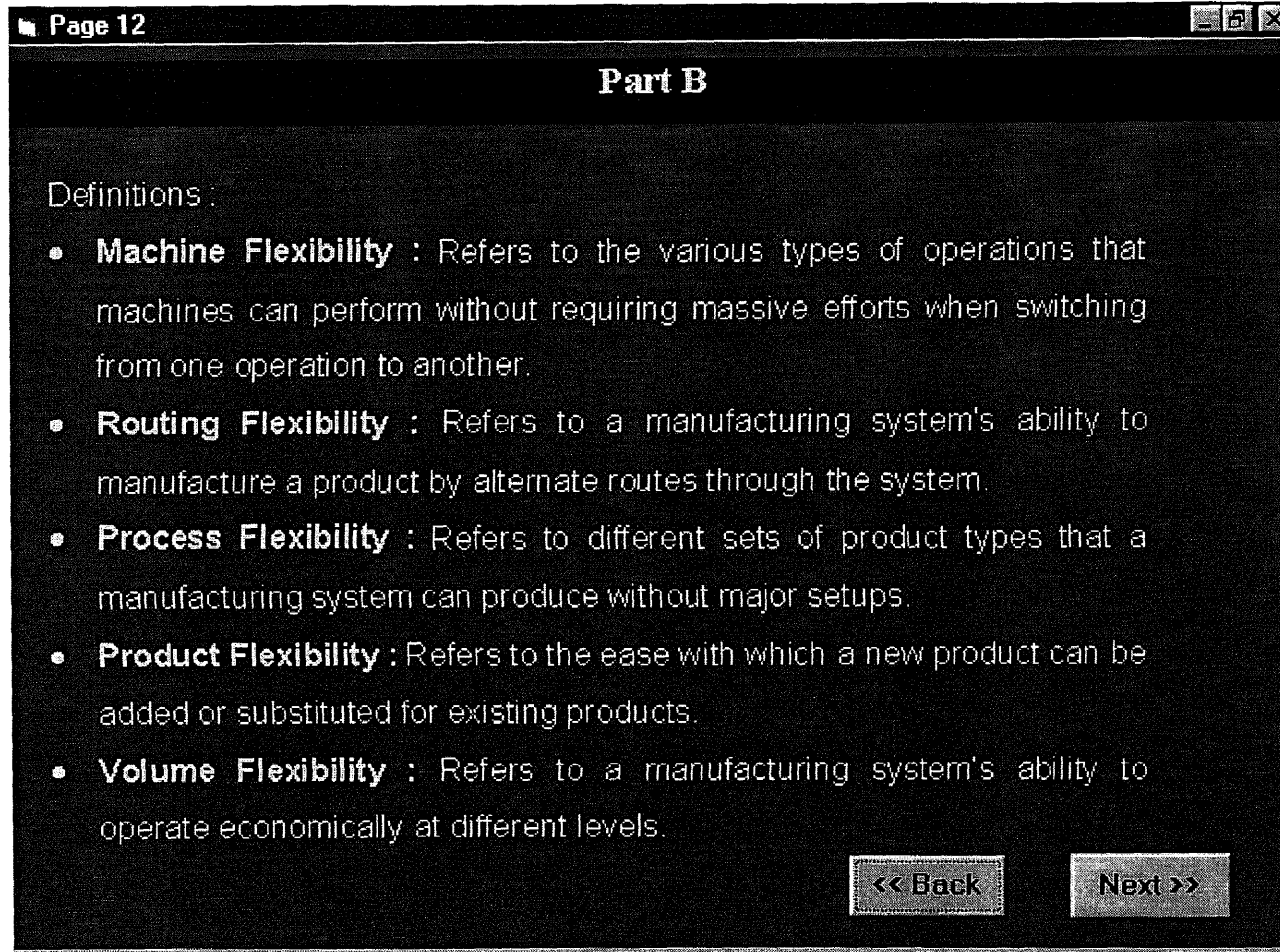 Page 12
Part B
Definitions :
• Machine Flexibility : Refers to the various types of operations that
machines can perform without requiring massive efforts when switching
from one operation to another.
• Routing Flexibility : Refers to a manufacturing system's ability to
manufacture a product by alternate routes through the system.
• Process Flexibility : Refers to different sets of product types that a
manufacturing system can produce without major setups.
• Product Flexibility : Refers to the ease with which a new product can be
added or substituted for existing products.
• Volume Flexibility : Refers to a manufacturing system's ability to
operate economically at different levels.
<< Back Next >>